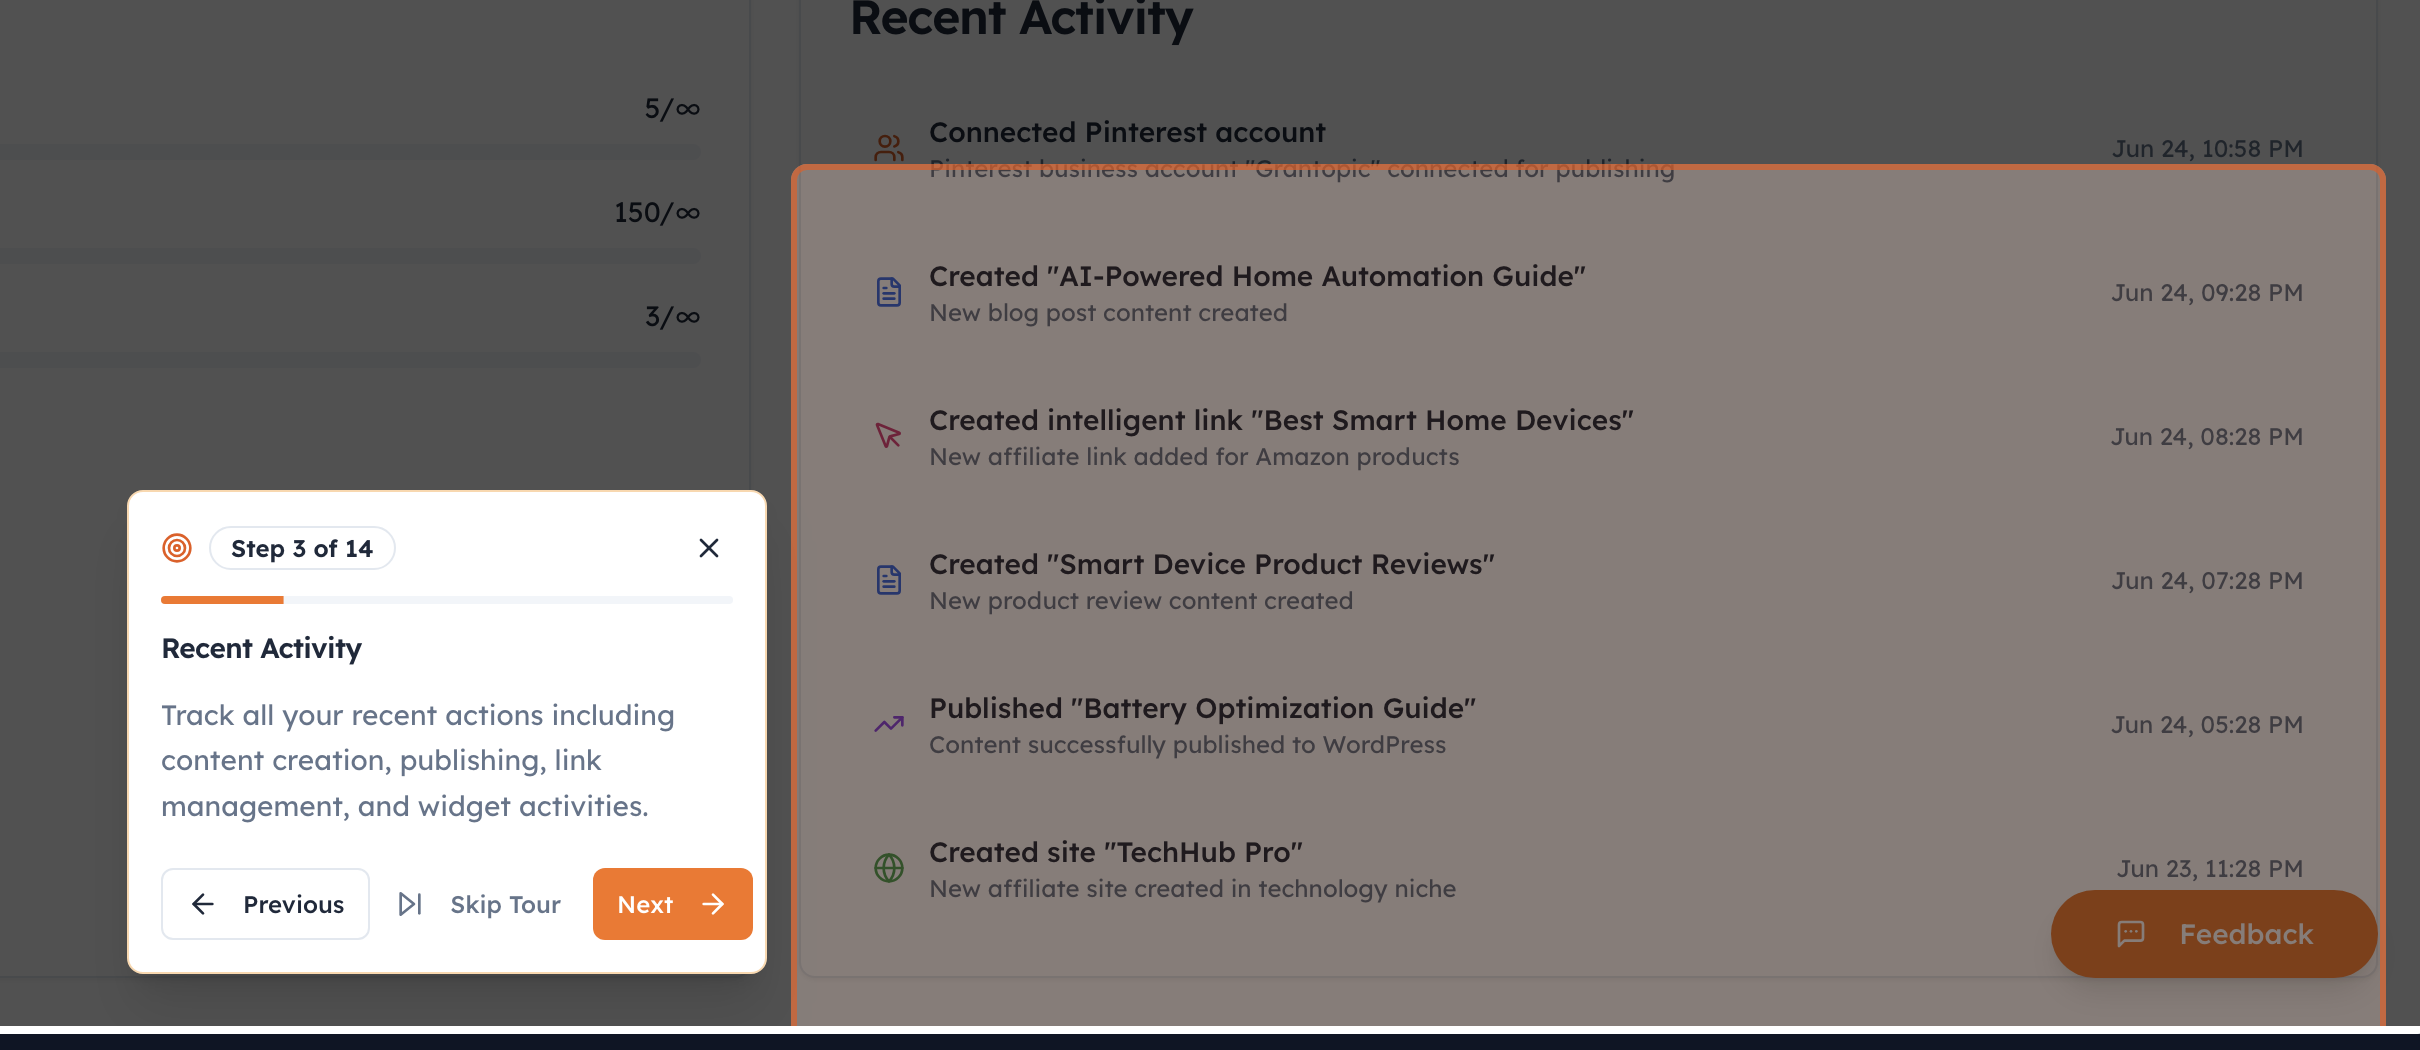 5/∞
150/∞
3/∞
Recent Activity
Connected Pinterest account
Pinterest business account "Grantopic" connected for publishing
Jun 24, 10:58 PM
Created "AI-Powered Home Automation Guide"
New blog post content created
Jun 24, 09:28 PM
Created intelligent link "Best Smart Home Devices"
New affiliate link added for Amazon products
Jun 24, 08:28 PM
Created "Smart Device Product Reviews"
New product review content created
Jun 24, 07:28 PM
Published "Battery Optimization Guide"
Content successfully published to WordPress
Jun 24, 05:28 PM
Created site "TechHub Pro"
New affiliate site created in technology niche
Jun 23, 11:28 PM
Feedback
Step 3 of 14
Recent Activity
Track all your recent actions including
content creation, publishing, link
management, and widget activities.
Previous
Skip Tour
Next